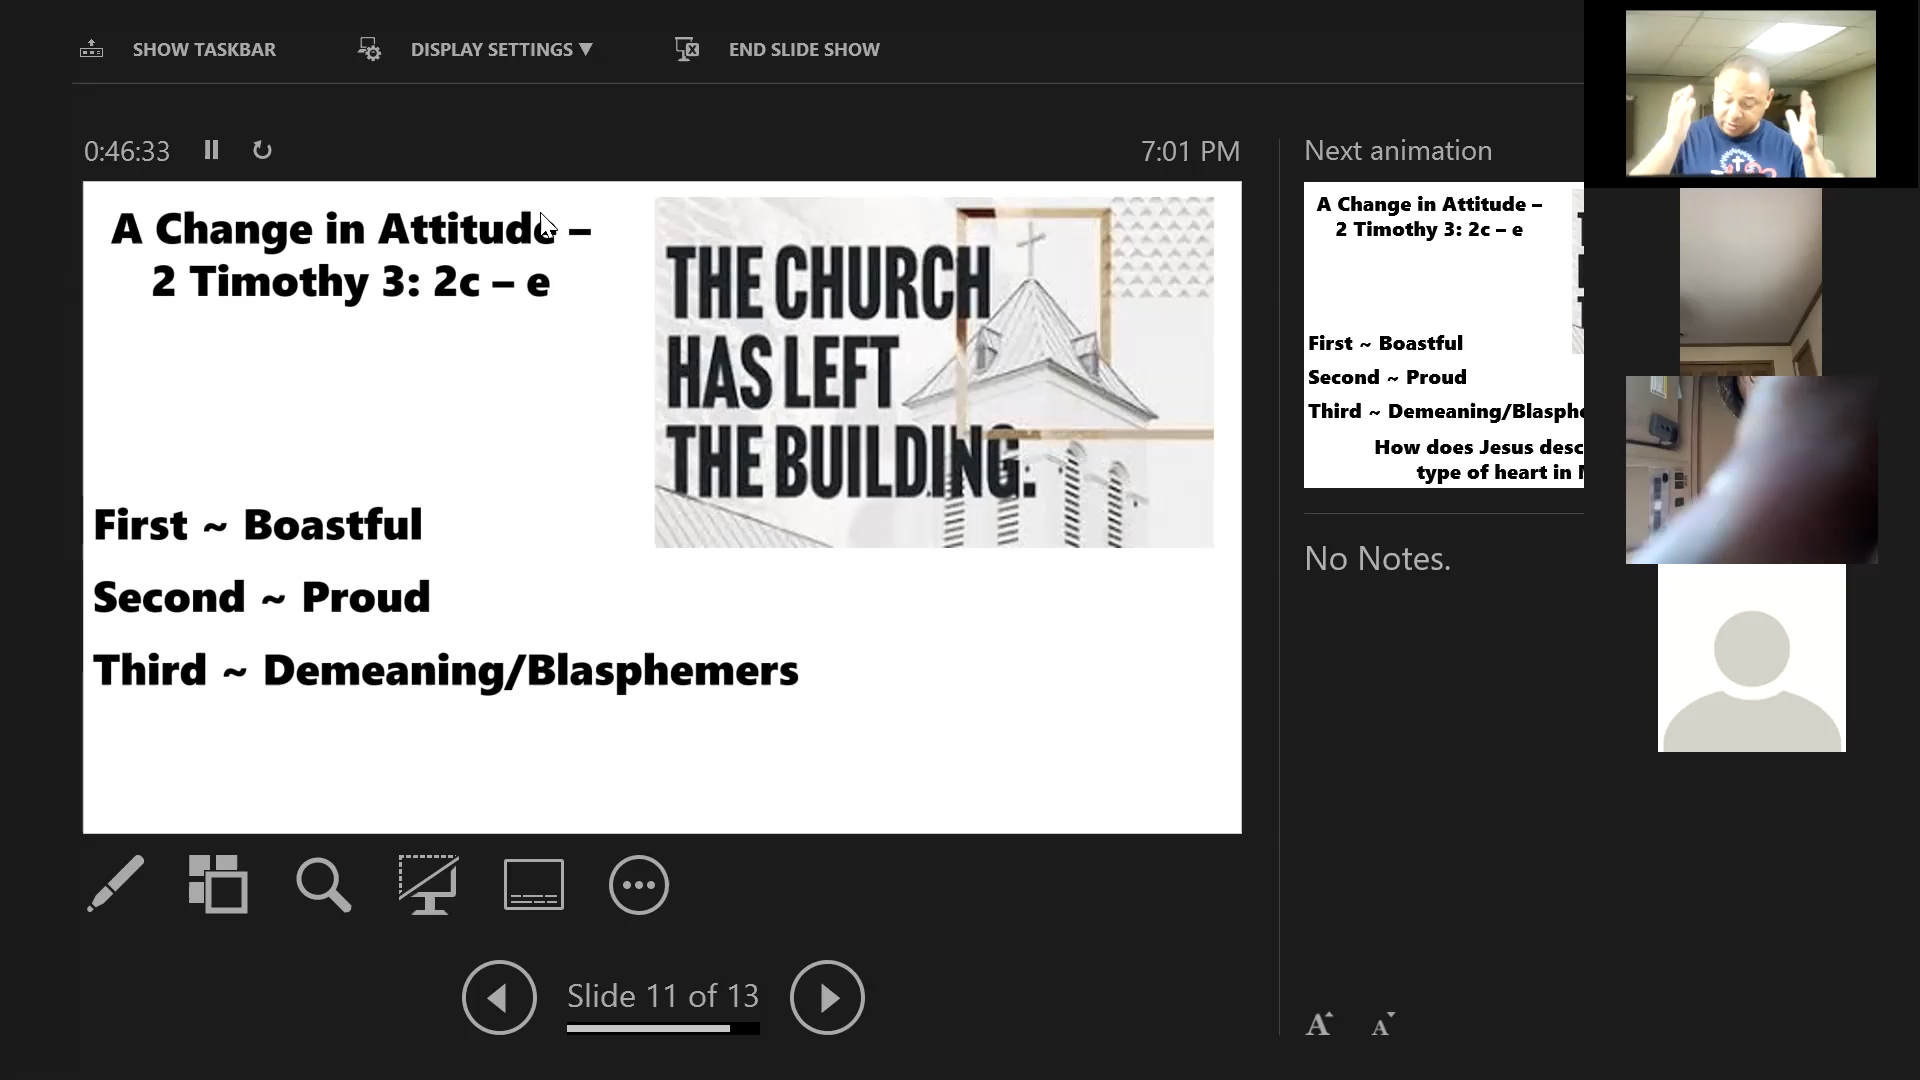 SHOW TASKBAR
DISPLAY SETTINGS ▼
END SLIDE SHOW
0:46:33
7:01 PM
A Change in Attitude –
2 Timothy 3: 2c – e
THE CHURCH
HAS LEFT
THE BUILDING.
First ~ Boastful
Second ~ Proud
Third ~ Demeaning/Blasphemers
Slide 11 of 13
Next animation
A Change in Attitude –
2 Timothy 3: 2c – e
First ~ Boastful
Second ~ Proud
Third ~ Demeaning/Blasphe
How does Jesus desc
type of heart in
No Notes.
A A